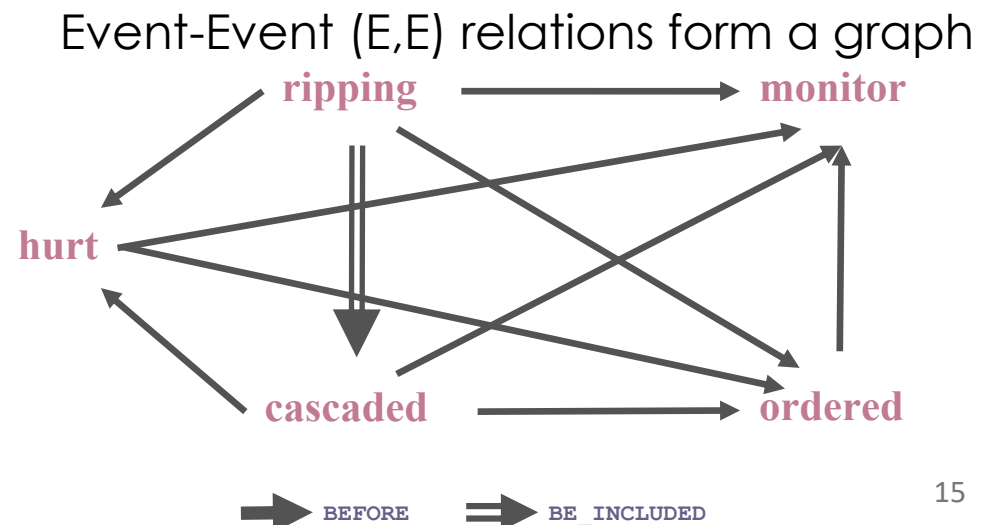 Event-Event (E,E) relations form a graph
ripping monitor
hurt
cascaded ordered
BEFORE BE_INCLUDED
15